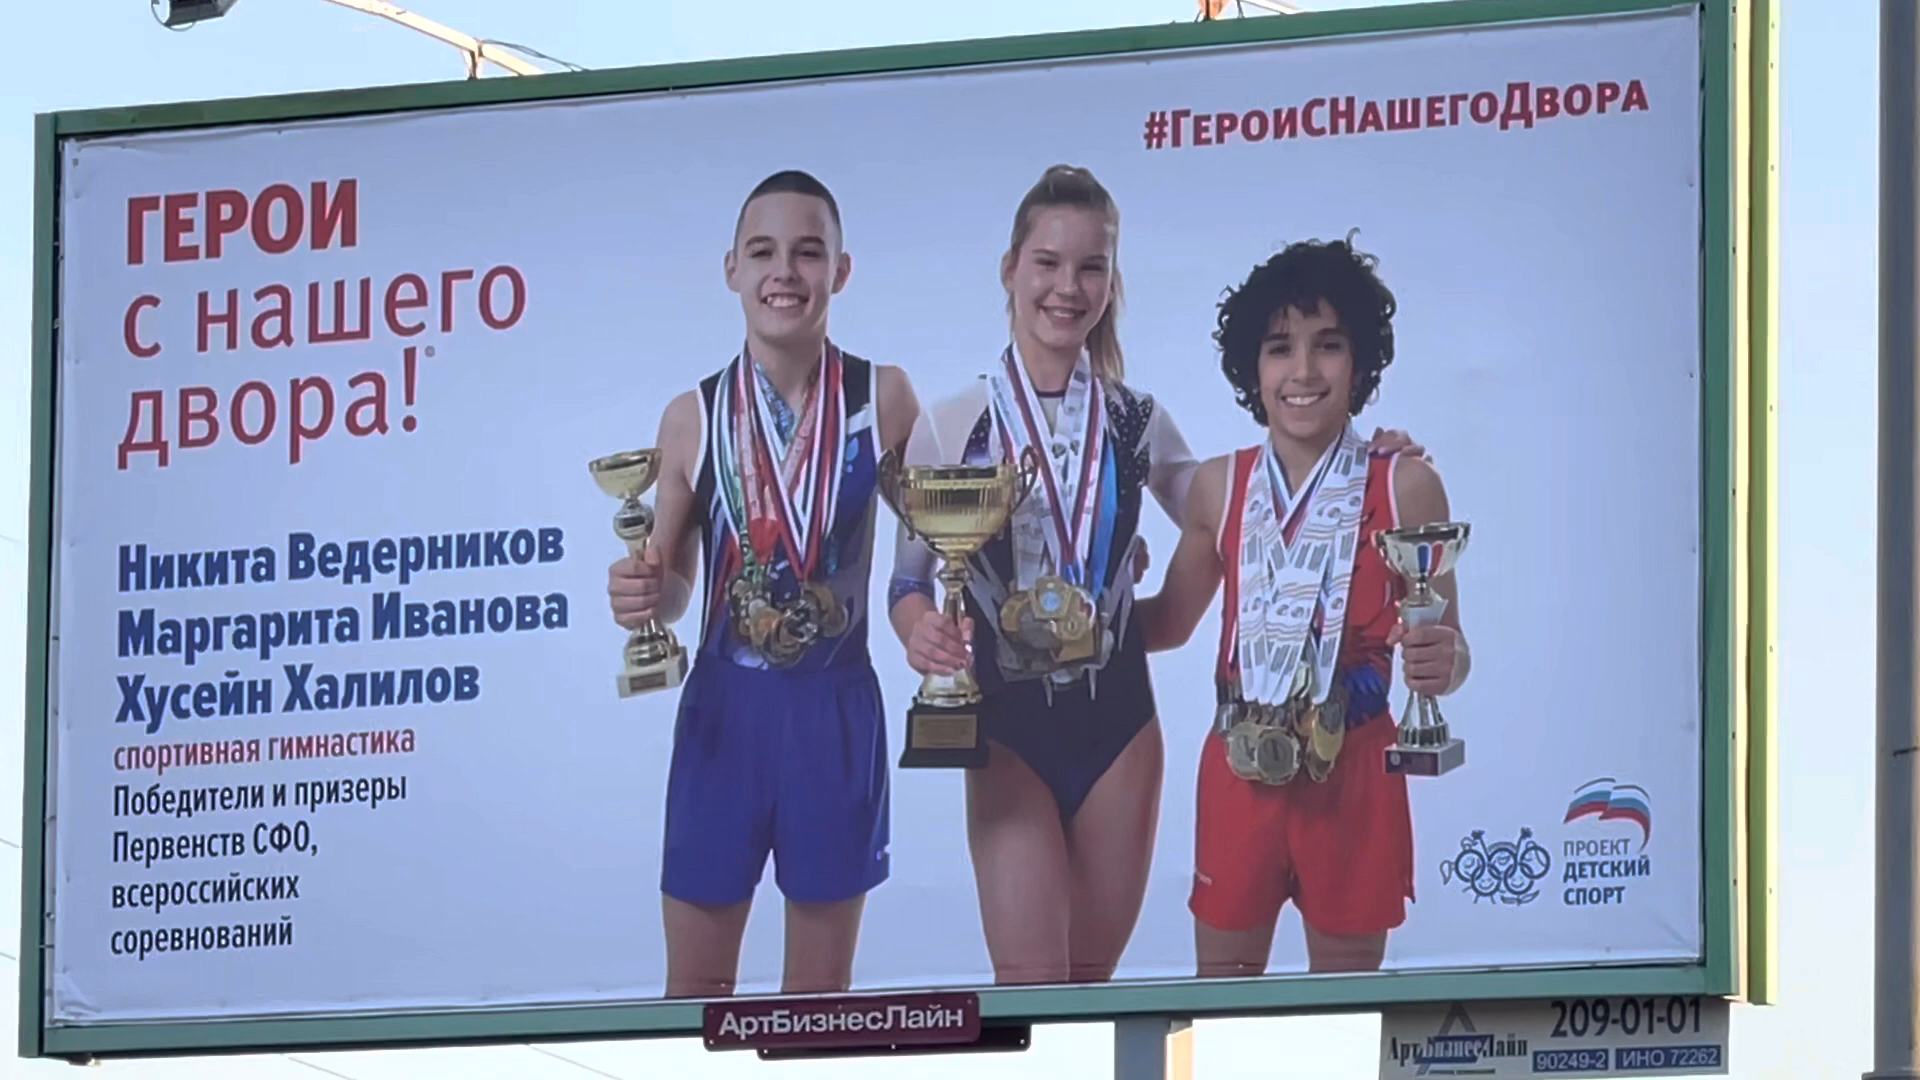 #ГероиСНашегоДвора
ГЕРОИ
с нашего
двора!
Никита Ведерников
Маргарита Иванова
Хусейн Халилов
спортивная гимнастика
Победители и призеры
Первенств СФО,
всероссийских
соревнований
ПРОЕКТ
ДЕТСКИЙ
СПОРТ
АртБизнесЛайн
209-01-01
АртБизнесЛайн
90249-2 ИНО 72262